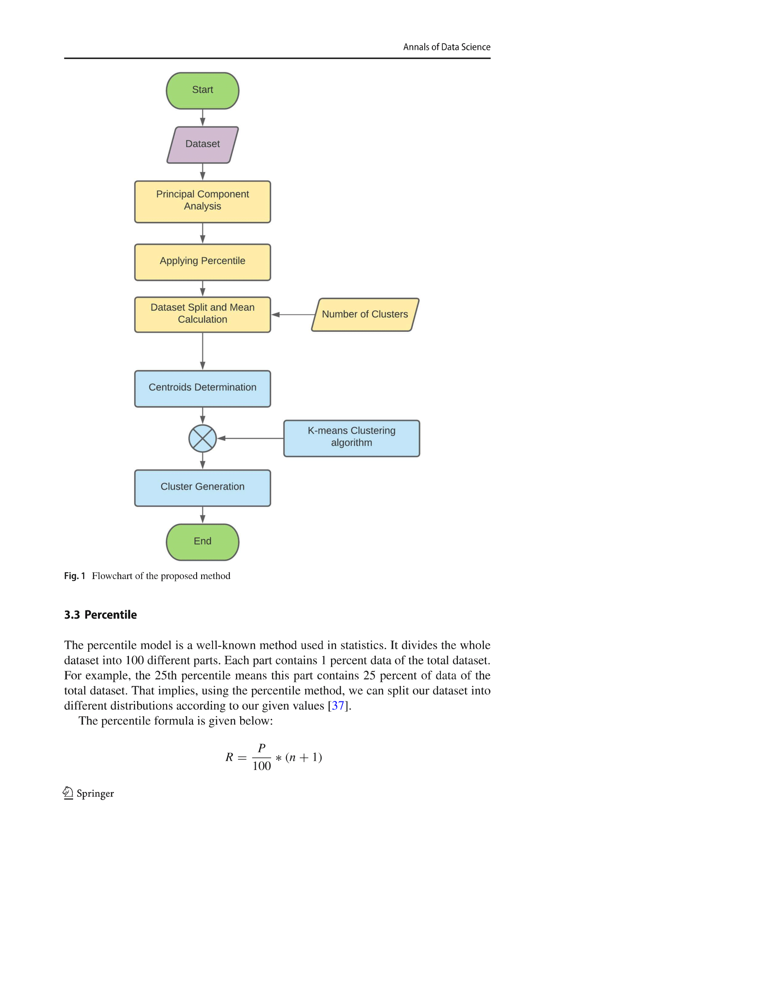 Annals of Data Science
Start
Dataset
Principal Component
Analysis
Applying Percentile
Dataset Split and Mean
Calculation
Number of Clusters
Centroids Determination
K-means Clustering
algorithm
Cluster Generation
End
Fig. 1 Flowchart of the proposed method
3.3 Percentile
The percentile model is a well-known method used in statistics. It divides the whole
dataset into 100 different parts. Each part contains 1 percent data of the total dataset.
For example, the 25th percentile means this part contains 25 percent of data of the
total dataset. That implies, using the percentile method, we can split our dataset into
different distributions according to our given values [37].
The percentile formula is given below:
R = P/100 ∗ (n + 1)
Springer